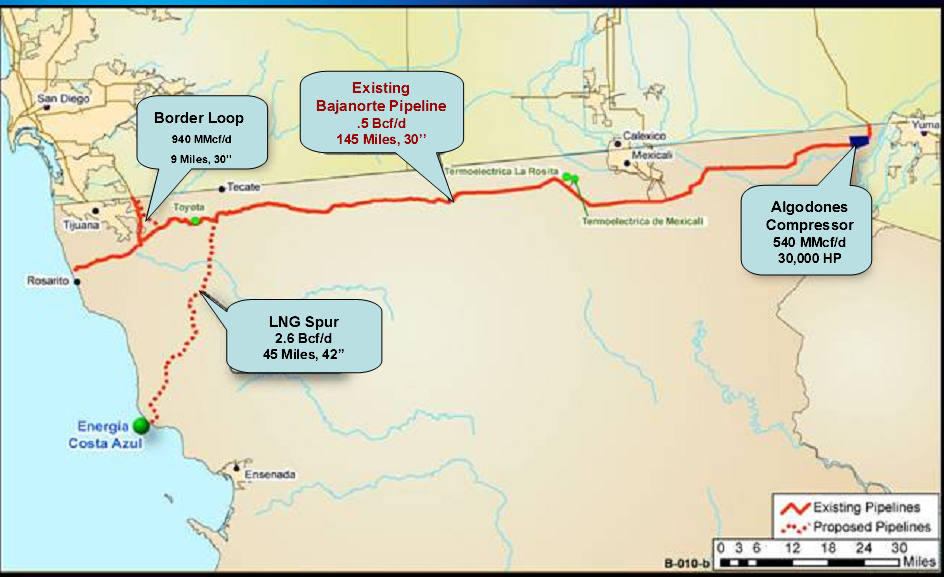 San Diego
Border Loop
940 MMcf/d
9 Miles, 30"
Existing
Bajanorte Pipeline
.5 Bcf/d
145 Miles, 30’’
Calexico
Mexicali
Yuma
Termoelectrica La Rosita
Tecate
Toyota
Tijuana
Termoelectrica de Mexicali
Algodones
Compressor
540 MMcf/d
30,000 HP
Rosarito
LNG Spur
2.6 Bcf/d
45 Miles, 42”
Energia
Costa Azul
Ensenada
Existing Pipelines
Proposed Pipelines
B-010-b
0 3 6 12 18 24 30
Miles